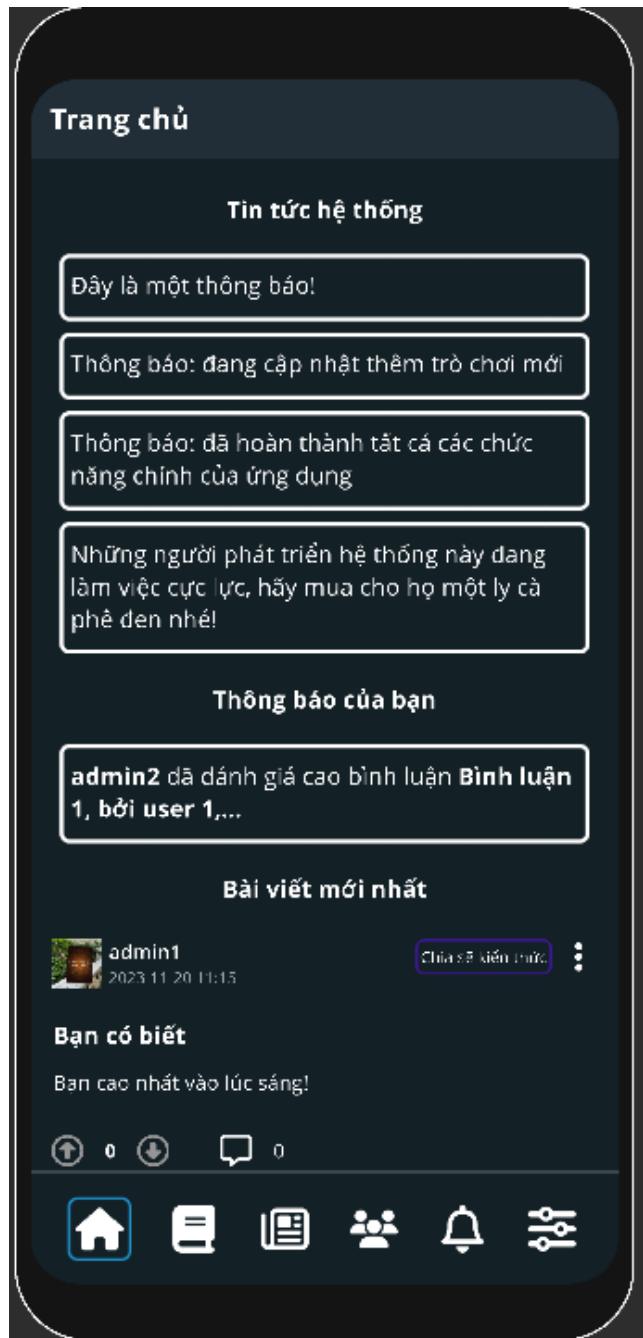 Trang chủ
Tin tức hệ thống
Đây là một thông báo!
Thông báo: đang cập nhật thêm trò chơi mới
Thông báo: đã hoàn thành tất cả các chức
năng chính của ứng dụng
Những người phát triển hệ thống này đang
làm việc cực lực, hãy mua cho họ một ly cà
phê đen nhé!
Thông báo của bạn
admin2 đã đánh giá cao bình luận Bình luận
1, bởi user 1,...
Bài viết mới nhất
admin1
Chia sẻ kiến thức
2023-11-20 11:15
Bạn có biết
Bạn cao nhất vào lúc sáng!
0
0